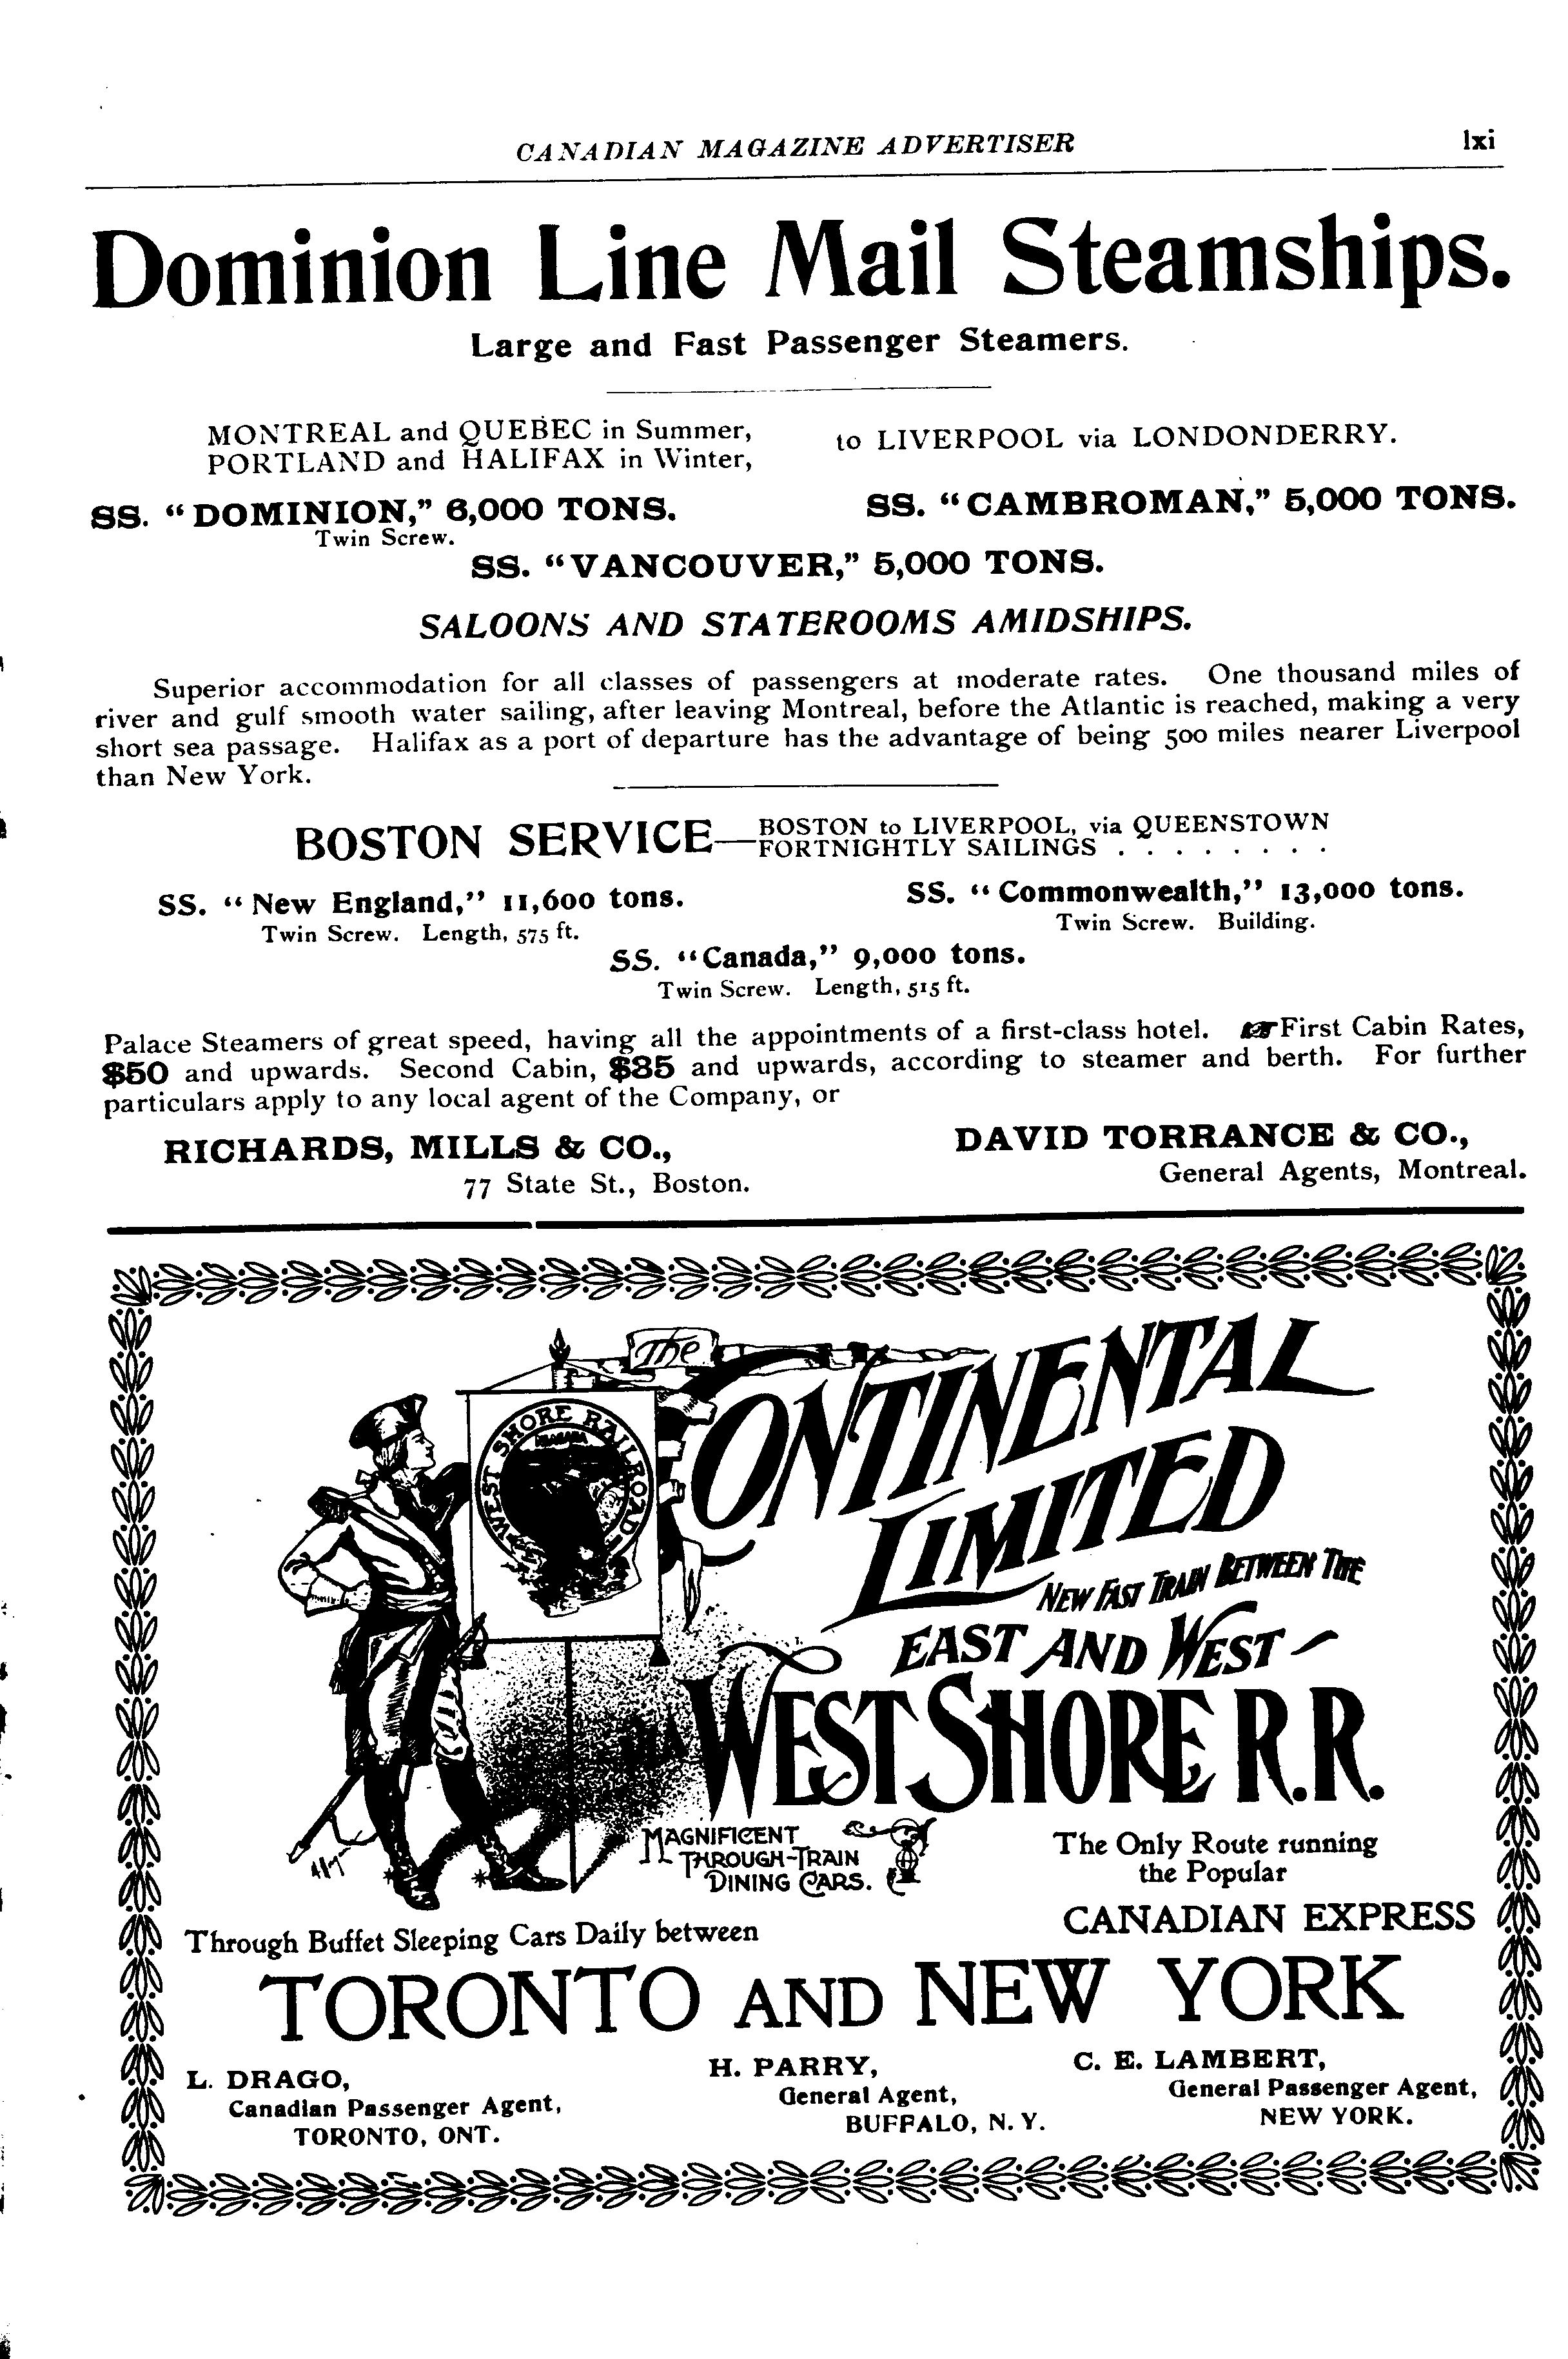 CANADIAN MAGAZINE ADVERTISER lxi
Dominion Line Mail Steamships.
Large and Fast Passenger Steamers.
MONTREAL and QUEBEC in Summer,
PORTLAND and HALIFAX in Winter,
to LIVERPOOL via LONDONDERRY.
SS. "DOMINION," 6,000 TONS.
Twin Screw.
SS. "CAMBROMAN," 5,000 TONS.
SS. "VANCOUVER," 5,000 TONS.
SALOONS AND STATEROOMS AMIDSHIPS.
Superior accommodation for all classes of passengers at moderate rates. One thousand miles of
river and gulf smooth water sailing, after leaving Montreal, before the Atlantic is reached, making a very
short sea passage. Halifax as a port of departure has the advantage of being 500 miles nearer Liverpool
than New York.
BOSTON SERVICE—
BOSTON to LIVERPOOL, via QUEENSTOWN
FORTNIGHTLY SAILINGS . . . . . . . .
SS. "New England," 11,600 tons.
Twin Screw. Length, 575 ft.
SS. "Commonwealth," 13,000 tons.
Twin Screw. Building.
SS. "Canada," 9,000 tons.
Twin Screw. Length, 515 ft.
Palace Steamers of great speed, having all the appointments of a first-class hotel. ☞First Cabin Rates,
$50 and upwards. Second Cabin, $35 and upwards, according to steamer and berth. For further
particulars apply to any local agent of the Company, or
RICHARDS, MILLS & CO.,
77 State St., Boston.
DAVID TORRANCE & CO.,
General Agents, Montreal.
The
CONTINENTAL
LIMITED
WEST SHORE RAILROAD
NIAGARA
NEW FAST TRAIN BETWEEN THE
EAST AND WEST
VIA
WEST SHORE R.R.
MAGNIFICENT
THROUGH-TRAIN
DINING CARS.
The Only Route running
the Popular
CANADIAN EXPRESS
Through Buffet Sleeping Cars Daily between
TORONTO AND NEW YORK
L. DRAGO,
Canadian Passenger Agent,
TORONTO, ONT.
H. PARRY,
General Agent,
BUFFALO, N. Y.
C. E. LAMBERT,
General Passenger Agent,
NEW YORK.